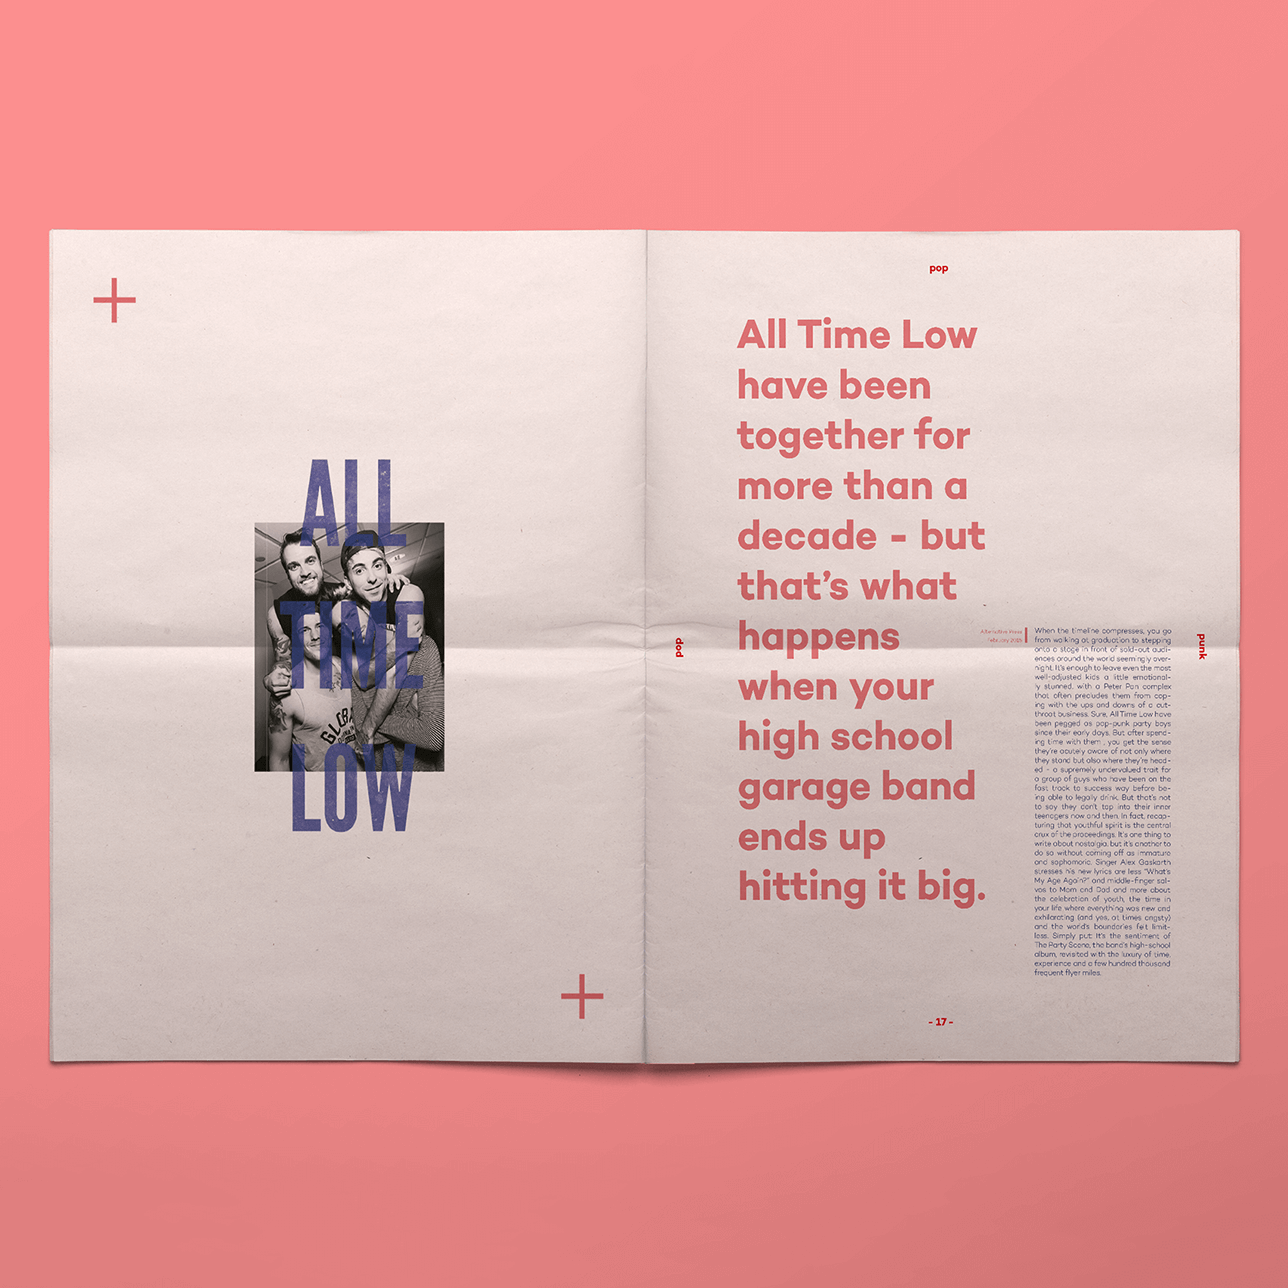 ALL
TIME
LOW
pop
All Time Low
have been
together for
more than a
decade - but
that's what
happens
when your
high school
garage band
ends up
hitting it big.
pop
Alternative Press
February 2015
When the timeline compresses, you go
from walking at graduation to stepping
onto a stage in front of sold-out audi-
ences around the world seemingly over-
night. It's enough to leave even the most
well-adjusted kids a little emotional-
ly stunned, with a Peter Pan complex
that often precludes them from cop-
ing with the ups and downs of a cut-
throat business. Sure, All Time Low have
been pegged as pop-punk party boys
since their early days. But after spend-
ing time with them , you get the sense
they're acutely aware of not only where
they stand but also where they're head-
ed - a supremely undervalued trait for
a group of guys who have been on the
fast track to success way before be-
ing able to legally drink. But that's not
to say they don't tap into their inner
teenagers now and then. In fact, recap-
turing that youthful spirit is the central
crux of the proceedings. It's one thing to
write about nostalgia, but it's another to
do so without coming off as immature
and sophomoric. Singer Alex Gaskarth
stresses his new lyrics are less "What's
My Age Again?" and middle-finger sal-
vos to Mom and Dad and more about
the celebration of youth, the time in
your life where everything was new and
exhilarating (and yes, at times angsty)
and the world's boundaries felt limit-
less. Simply put: It's the sentiment of
The Party Scene, the band's high-school
album, revisited with the luxury of time,
experience and a few hundred thousand
frequent flyer miles.
punk
- 17 -